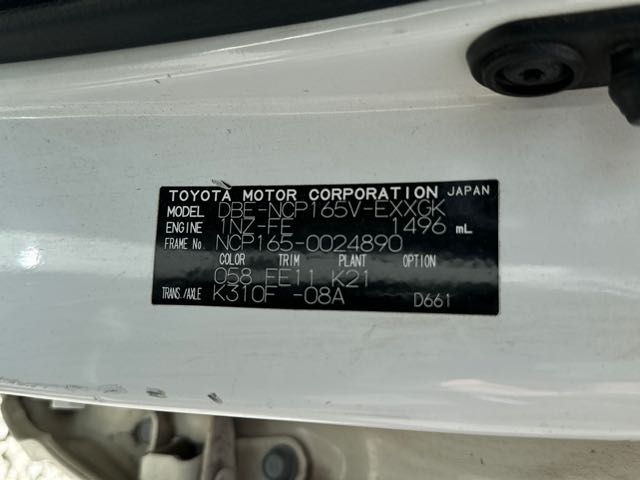 TOYOTA MOTOR CORPORATION JAPAN
MODEL DBE-NCP165V-EXXGK
ENGINE 1NZ-FE 1496 mL
FRAME No NCP165-0024890
COLOR TRIM PLANT OPTION
058 FE11 K21
TRANS./AXLE K310F -08A D661